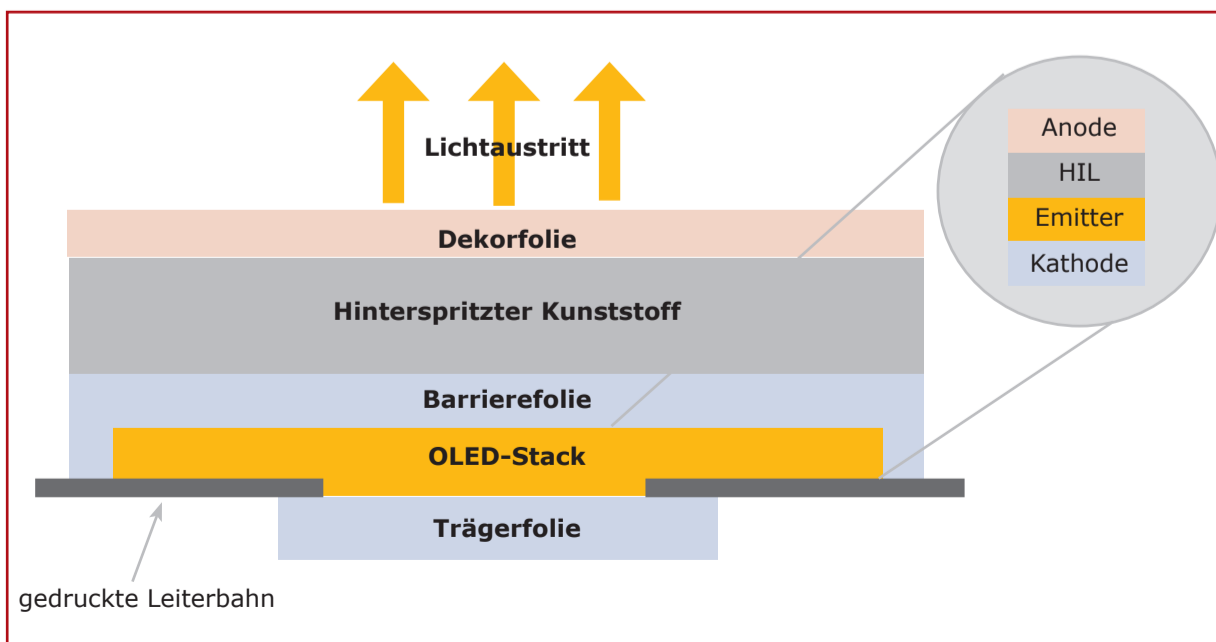 Lichtaustritt
Dekorfolie
Hinterspritzter Kunststoff
Barrierefolie
OLED-Stack
Trägerfolie
gedruckte Leiterbahn
Anode
HIL
Emitter
Kathode